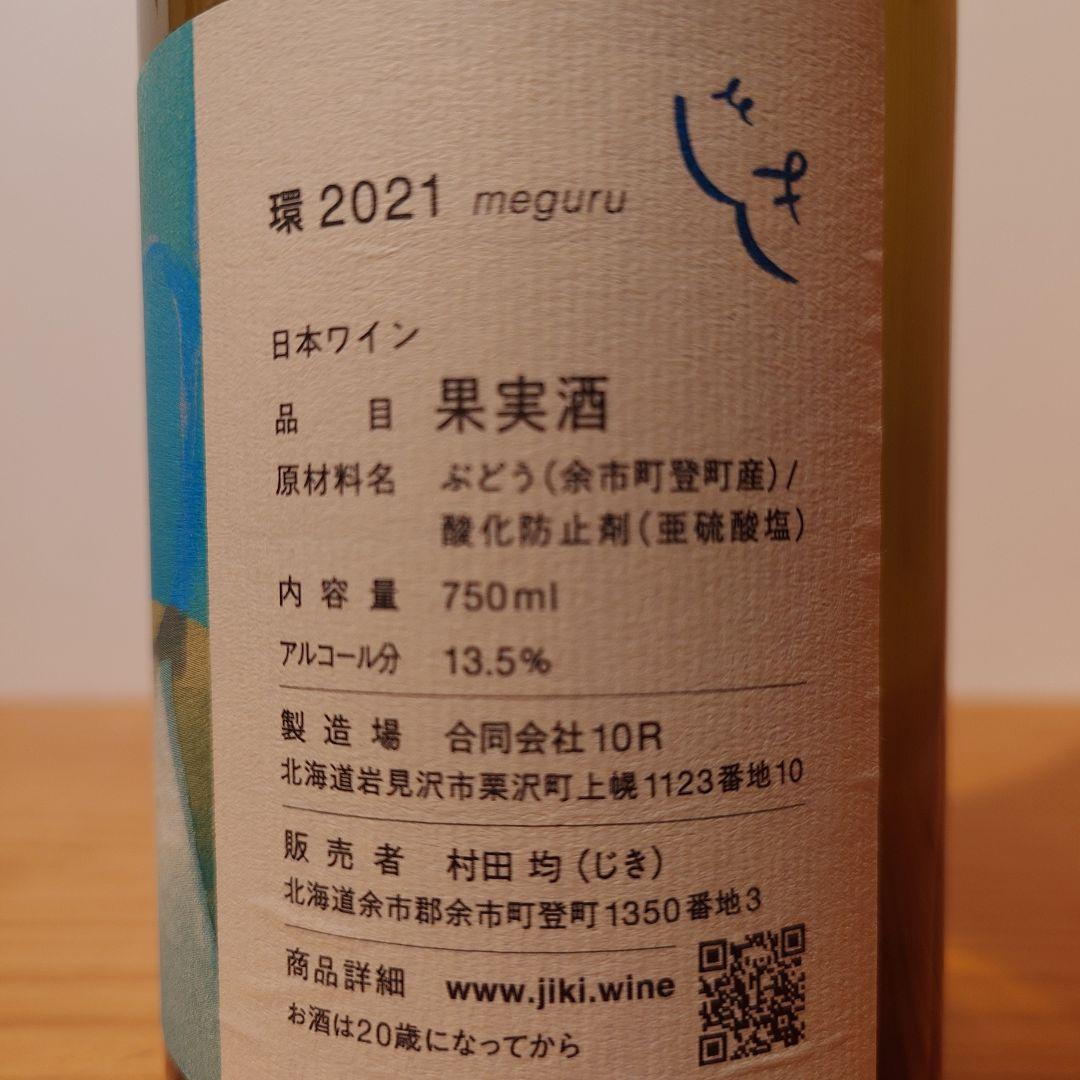 じき
環 2021 meguru
日本ワイン
品目 果実酒
原材料名 ぶどう(余市町登町産)/
酸化防止剤(亜硫酸塩)
内容量 750ml
アルコール分 13.5%
製造場 合同会社10R
北海道岩見沢市栗沢町上幌1123番地10
販売者 村田 均(じき)
北海道余市郡余市町登町1350番地3
商品詳細 www.jiki.wine
お酒は20歳になってから